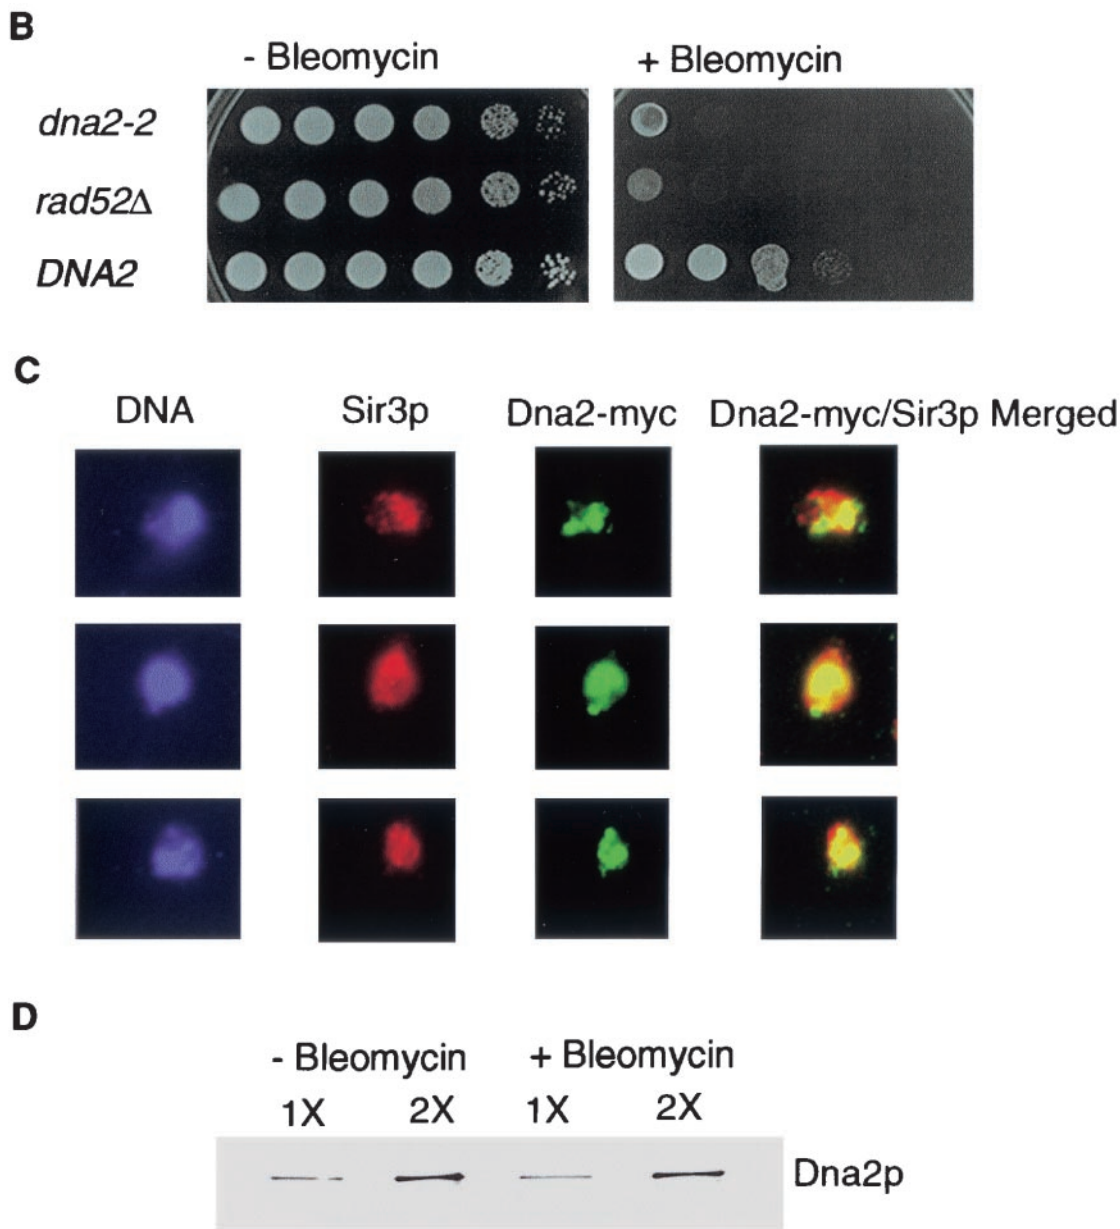 B
- Bleomycin + Bleomycin
dna2-2
rad52Δ
DNA2
C
DNA Sir3p Dna2-myc Dna2-myc/Sir3p Merged
D
- Bleomycin + Bleomycin
1X 2X 1X 2X
Dna2p